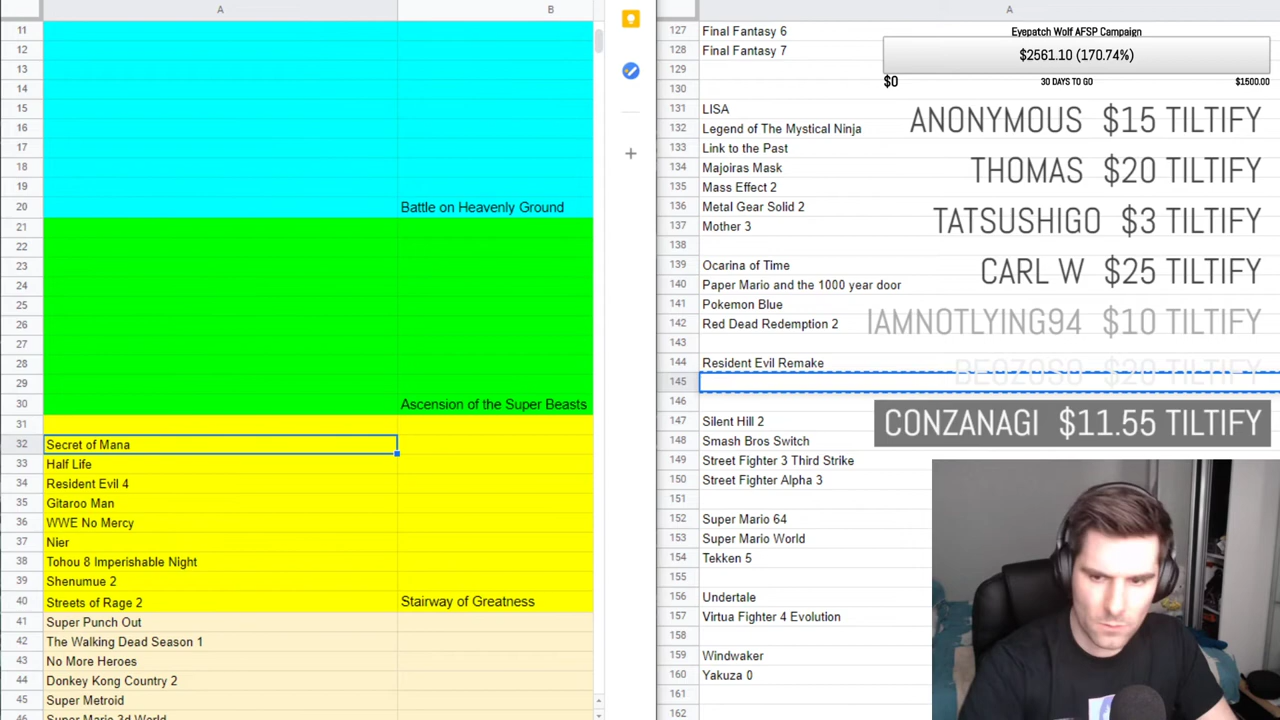 A
B
A
11
12
13
14
15
16
17
18
19
20 Battle on Heavenly Ground
21
22
23
24
25
26
27
28
29
30 Ascension of the Super Beasts
31
32 Secret of Mana
33 Half Life
34 Resident Evil 4
35 Gitaroo Man
36 WWE No Mercy
37 Nier
38 Tohou 8 Imperishable Night
39 Shenumue 2
40 Streets of Rage 2 Stairway of Greatness
41 Super Punch Out
42 The Walking Dead Season 1
43 No More Heroes
44 Donkey Kong Country 2
45 Super Metroid
46 Super Mario 3d World
127 Final Fantasy 6
128 Final Fantasy 7
129
130
131 LISA
132 Legend of The Mystical Ninja
133 Link to the Past
134 Majoiras Mask
135 Mass Effect 2
136 Metal Gear Solid 2
137 Mother 3
138
139 Ocarina of Time
140 Paper Mario and the 1000 year door
141 Pokemon Blue
142 Red Dead Redemption 2
143
144 Resident Evil Remake
145
146
147 Silent Hill 2
148 Smash Bros Switch
149 Street Fighter 3 Third Strike
150 Street Fighter Alpha 3
151
152 Super Mario 64
153 Super Mario World
154 Tekken 5
155
156 Undertale
157 Virtua Fighter 4 Evolution
158
159 Windwaker
160 Yakuza 0
161
162
Eyepatch Wolf AFSP Campaign
$2561.10 (170.74%)
$0 30 DAYS TO GO $1500.00
ANONYMOUS $15 TILTIFY
THOMAS $20 TILTIFY
TATSUSHIGO $3 TILTIFY
CARL W $25 TILTIFY
IAMNOTLYING94 $10 TILTIFY
BEOZOSO $20 TILTIFY
CONZANAGI $11.55 TILTIFY